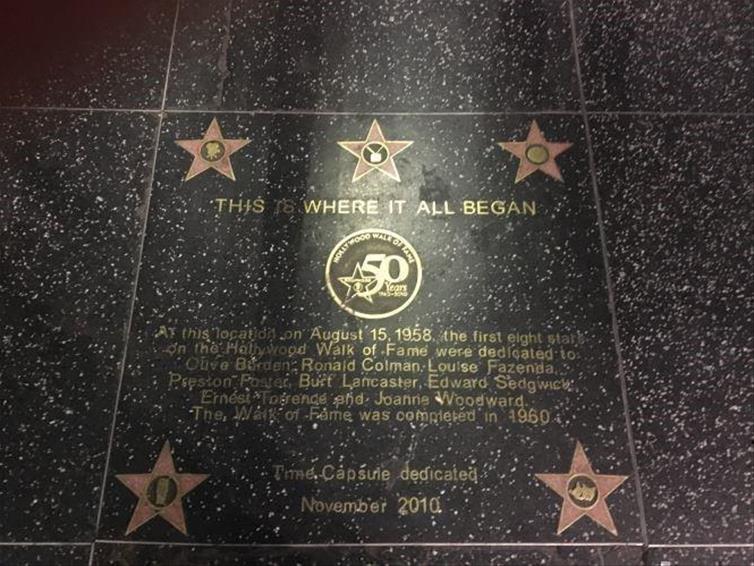 THIS IS WHERE IT ALL BEGAN
HOLLYWOOD WALK OF FAME
50
Years
1960-2010
At this location on August 15, 1958, the first eight stars
on the Hollywood Walk of Fame were dedicated to:
Olive Borden, Ronald Colman, Louise Fazenda,
Preston Foster, Burt Lancaster, Edward Sedgwick
Ernest Torrence and Joanne Woodward.
The Walk of Fame was completed in 1960.
Time Capsule dedicated
November 2010